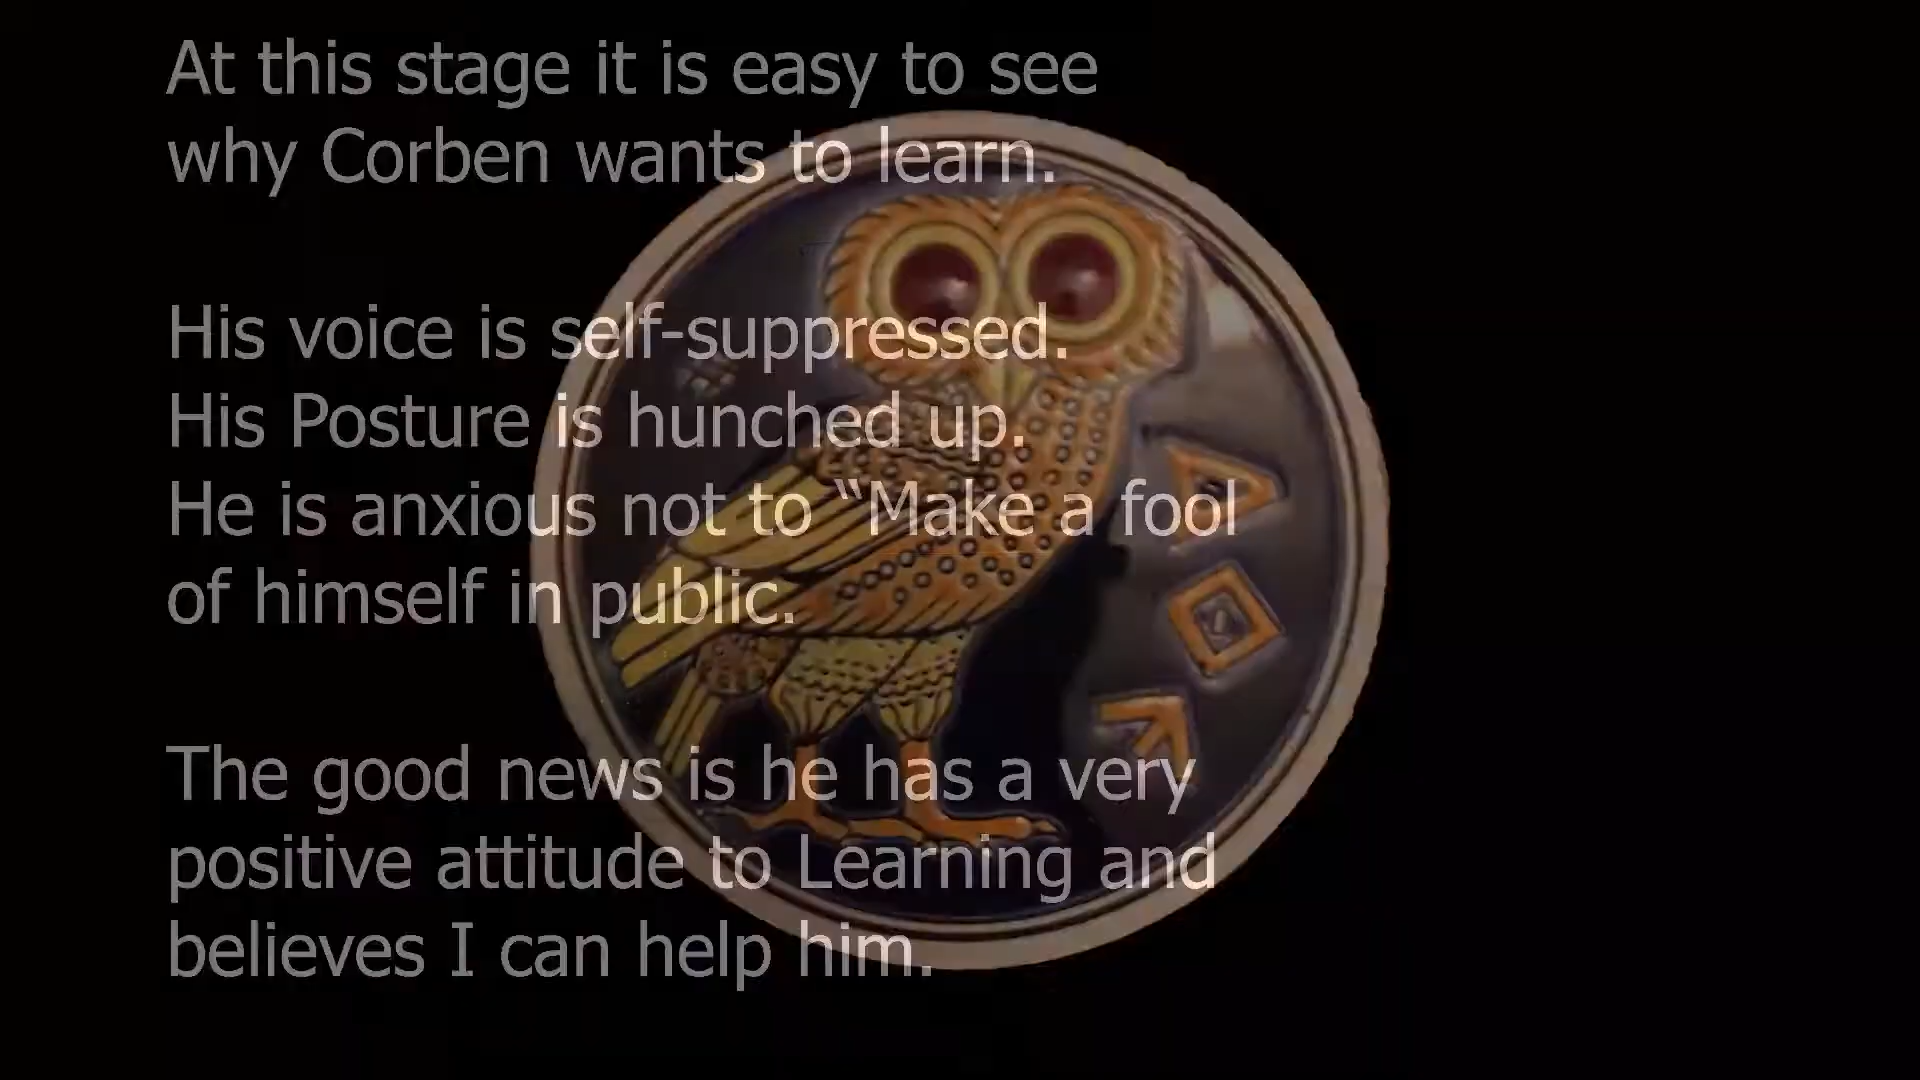 At this stage it is easy to see
why Corben wants to learn.
His voice is self-suppressed.
His Posture is hunched up.
He is anxious not to “Make a fool
of himself in public.
The good news is he has a very
positive attitude to Learning and
believes I can help him.
ΑΘΕ